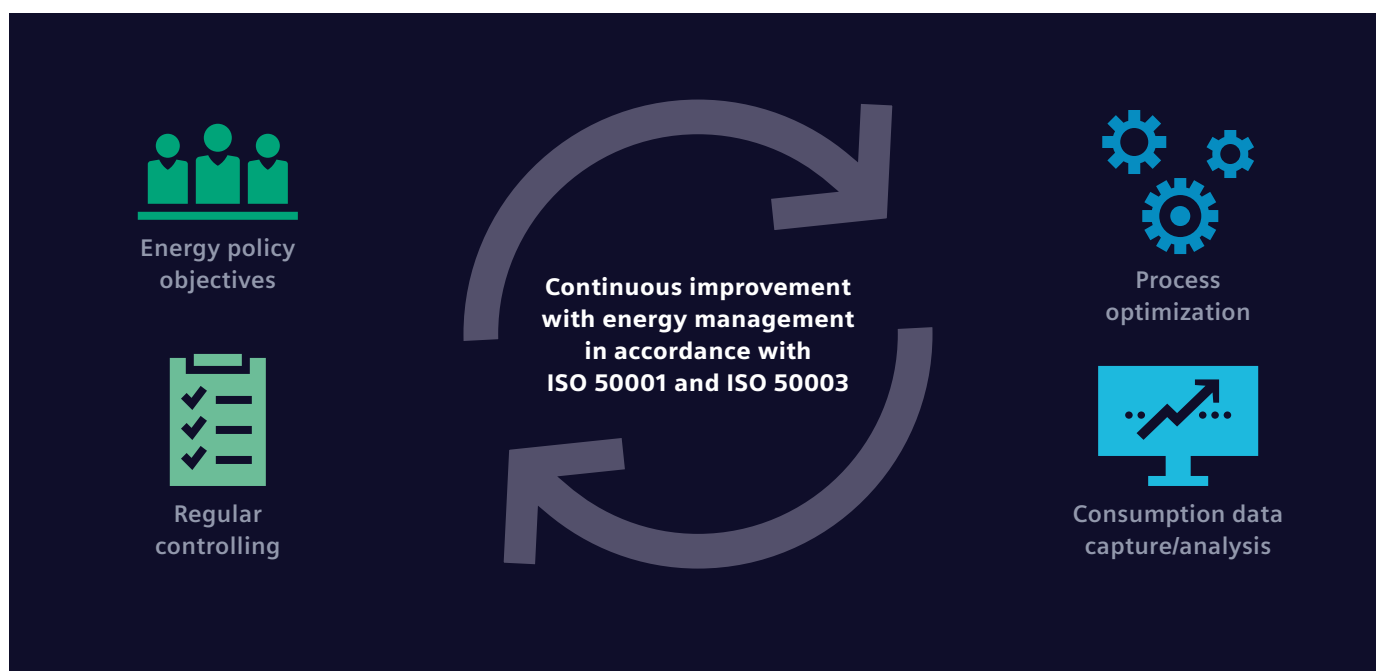 Energy policy
objectives
Regular
controlling
Continuous improvement
with energy management
in accordance with
ISO 50001 and ISO 50003
Process
optimization
Consumption data
capture/analysis